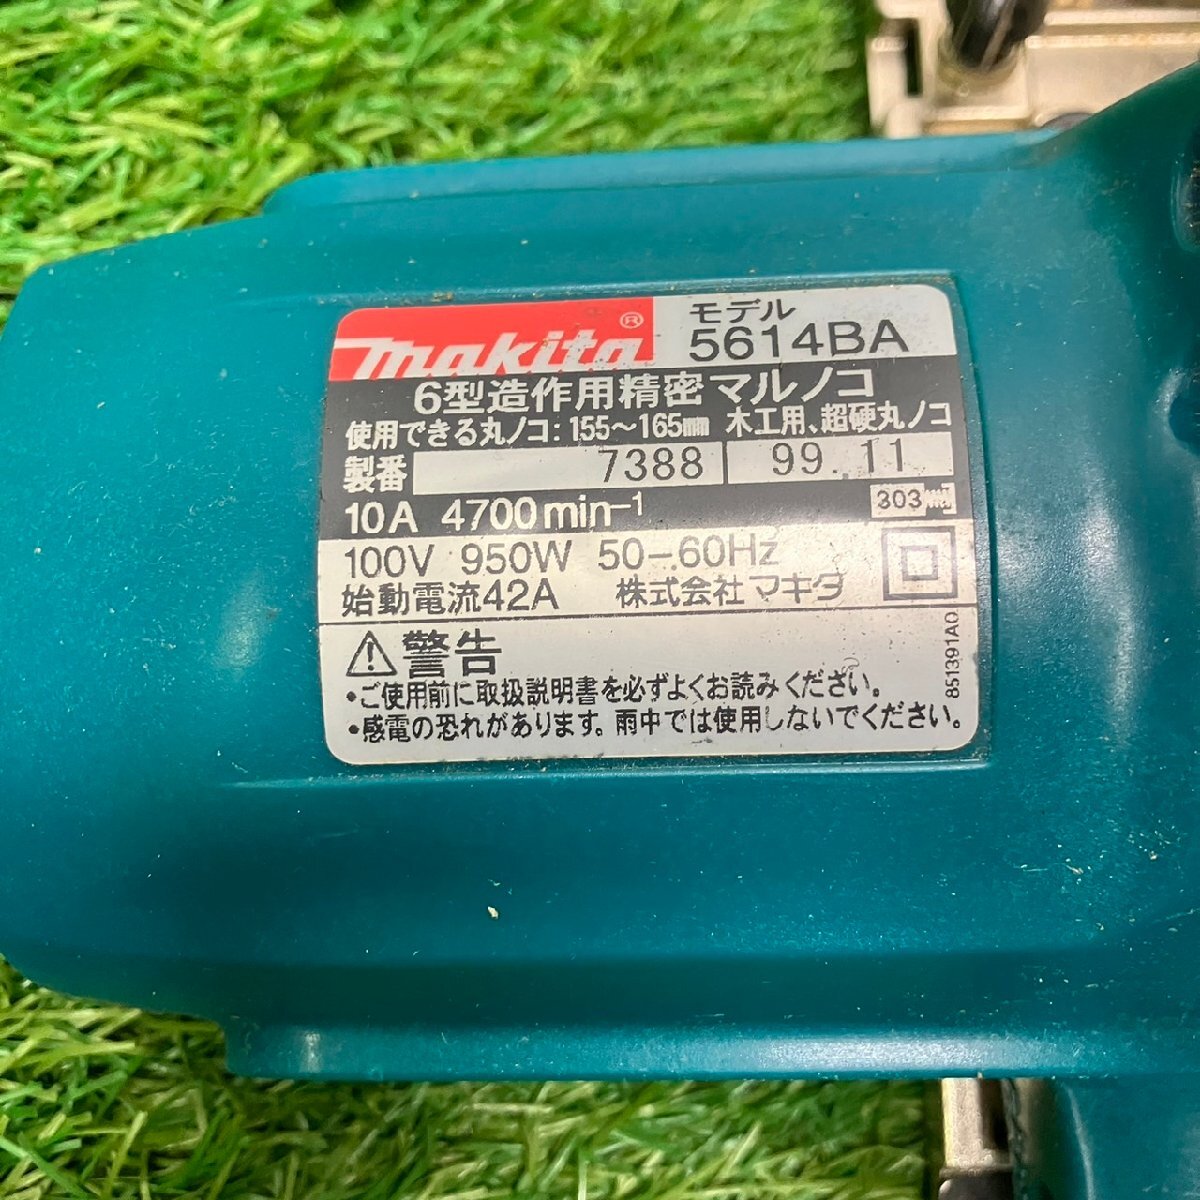 makita®
モデル
5614BA
6型造作用精密マルノコ
使用できる丸ノコ:155〜165mm 木工用、超硬丸ノコ
製番 7388 99.11
10A 4700min-1
303
100V 950W 50-60Hz
始動電流42A 株式会社マキタ
警告
・ご使用前に取扱説明書を必ずよくお読みください。
・感電の恐れがあります。雨中では使用しないでください。
851391A0